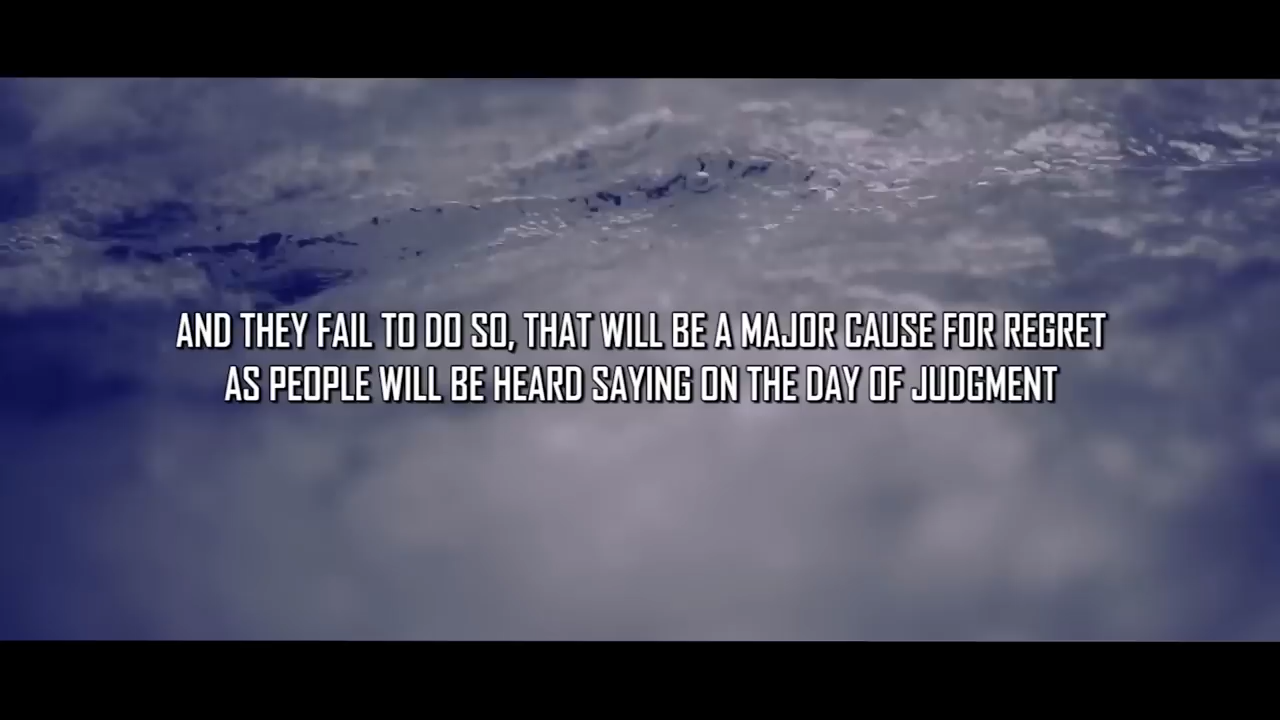 AND THEY FAIL TO DO SO, THAT WILL BE A MAJOR CAUSE FOR REGRET
AS PEOPLE WILL BE HEARD SAYING ON THE DAY OF JUDGMENT